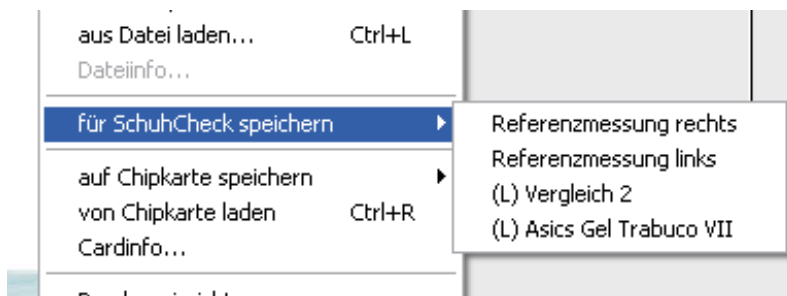 aus Datei laden... Ctrl+L
Dateiinfo...
für SchuhCheck speichern
auf Chipkarte speichern
von Chipkarte laden Ctrl+R
Cardinfo...
Referenzmessung rechts
Referenzmessung links
(L) Vergleich 2
(L) Asics Gel Trabuco VII